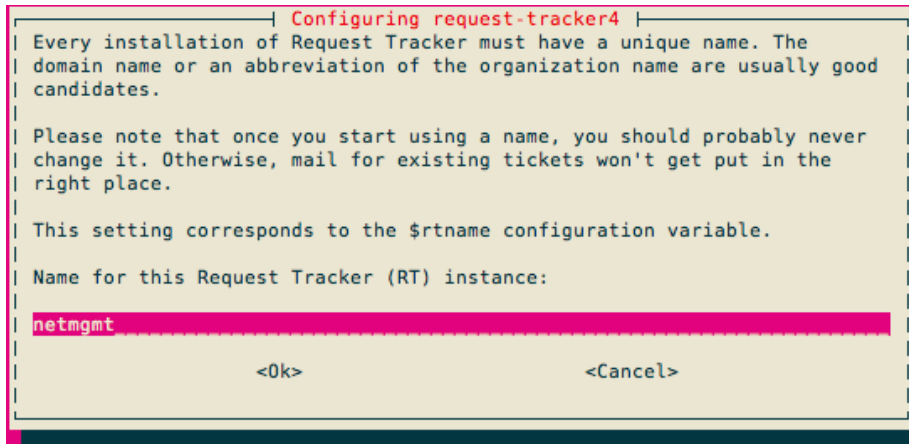 Configuring request-tracker4
Every installation of Request Tracker must have a unique name. The
domain name or an abbreviation of the organization name are usually good
candidates.
Please note that once you start using a name, you should probably never
change it. Otherwise, mail for existing tickets won't get put in the
right place.
This setting corresponds to the $rtname configuration variable.
Name for this Request Tracker (RT) instance:
netmgmt
<Ok> <Cancel>